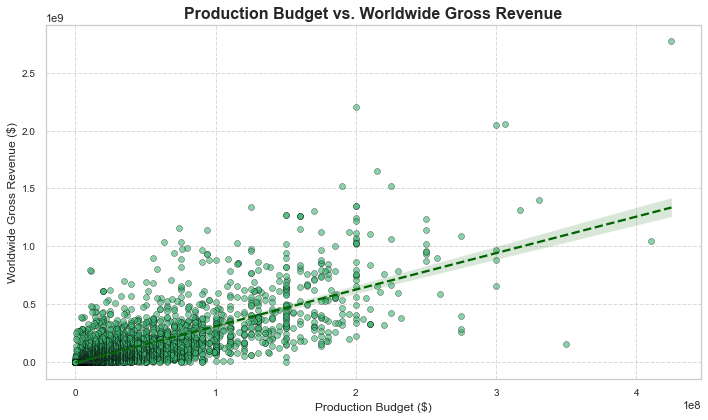 Production Budget vs. Worldwide Gross Revenue
1e9
2.5
2.0
1.5
1.0
0.5
0.0
Worldwide Gross Revenue ($)
0
1
2
3
4
1e8
Production Budget ($)